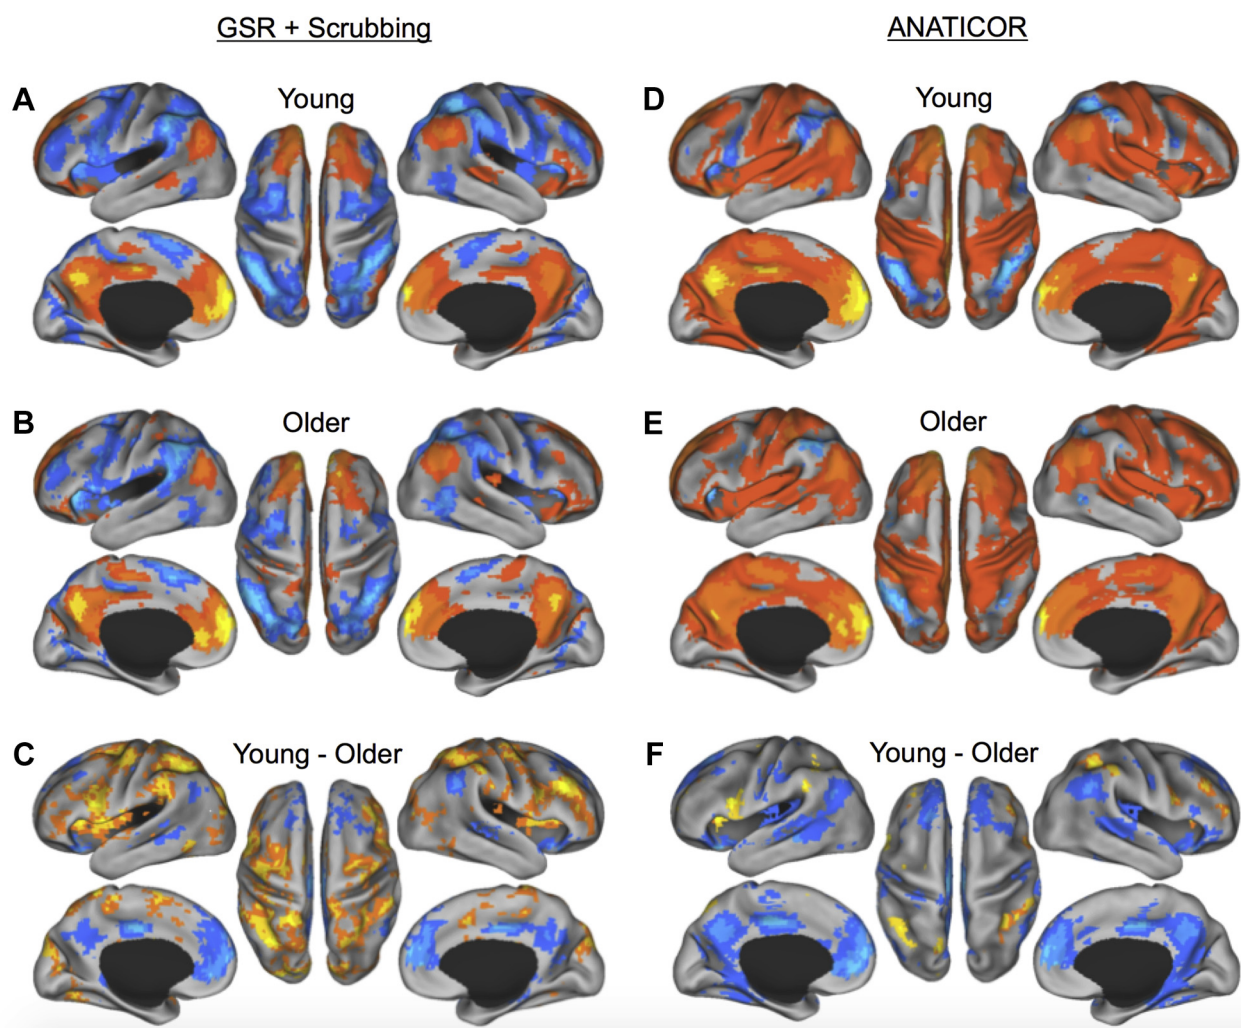 GSR + Scrubbing
ANATICOR
A
Young
D
Young
B
Older
E
Older
C
Young - Older
F
Young - Older